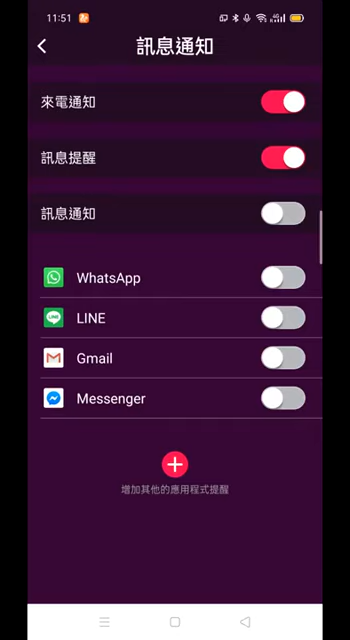 11:51
訊息通知
來電通知
訊息提醒
訊息通知
WhatsApp
LINE
Gmail
Messenger
增加其他的應用程式提醒